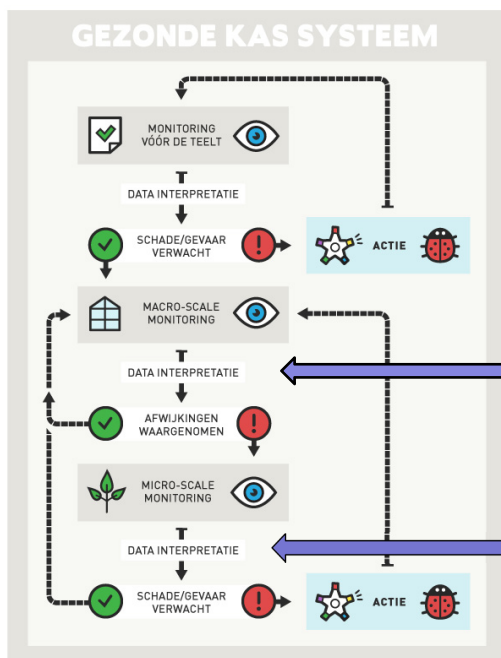 GEZONDE KAS SYSTEEM
MONITORING
VÓÓR DE TEELT
DATA INTERPRETATIE
SCHADE/GEVAAR
VERWACHT
ACTIE
MACRO-SCALE
MONITORING
DATA INTERPRETATIE
AFWIJKINGEN
WAARGENOMEN
MICRO-SCALE
MONITORING
DATA INTERPRETATIE
SCHADE/GEVAAR
VERWACHT
ACTIE